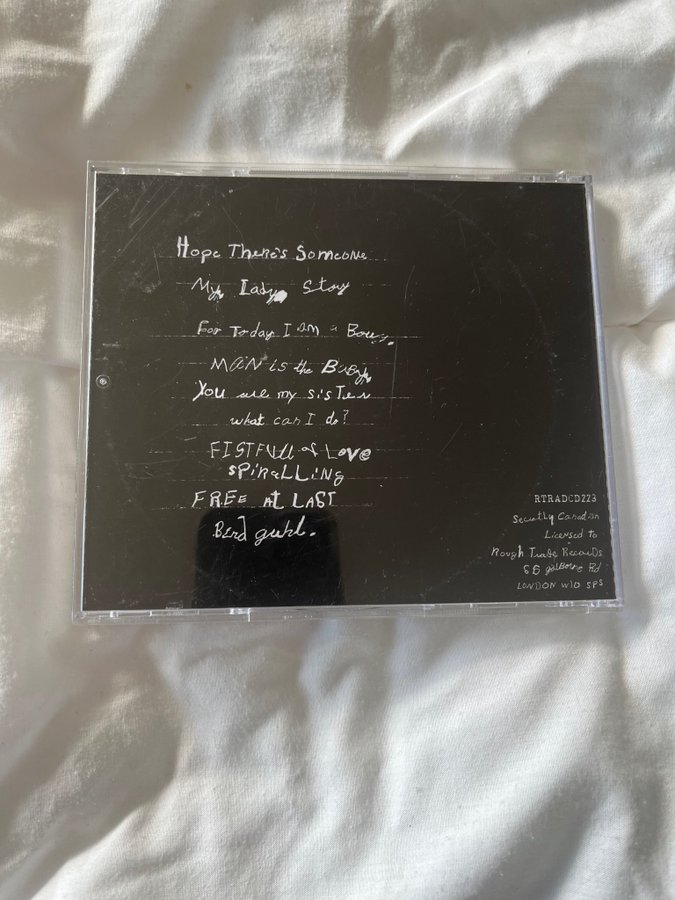 Hope There's Someone
My Lady Story
For Today I am a Boy.
MAN is the BABY
You are my sister
what can I do?
FISTFUll of LOVE
SPiRaLLiNg
FREE AT LAST
Bird guhl.
RTRADCD223
Secretly Canadian
Licensed to
Rough Trade Records
66 golborne Rd
LONDON W10 5PS